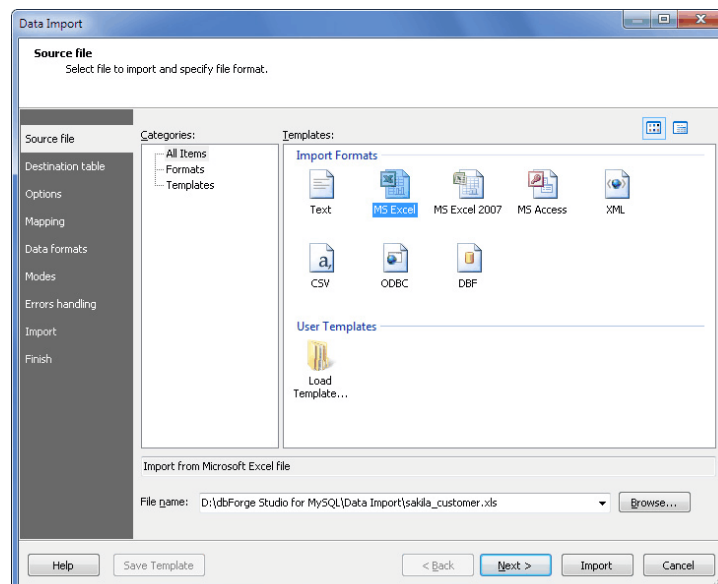 Data Import
Source file
Select file to import and specify file format.
Source file
Destination table
Options
Mapping
Data formats
Modes
Errors handling
Import
Finish
Categories:
All Items
Formats
Templates
Templates:
Import Formats
Text
MS Excel
MS Excel 2007
MS Access
XML
CSV
ODBC
DBF
User Templates
Load
Template...
Import from Microsoft Excel file
File name: D:\dbForge Studio for MySQL\Data Import\sakila_customer.xls
Browse...
Help
Save Template
< Back
Next >
Import
Cancel